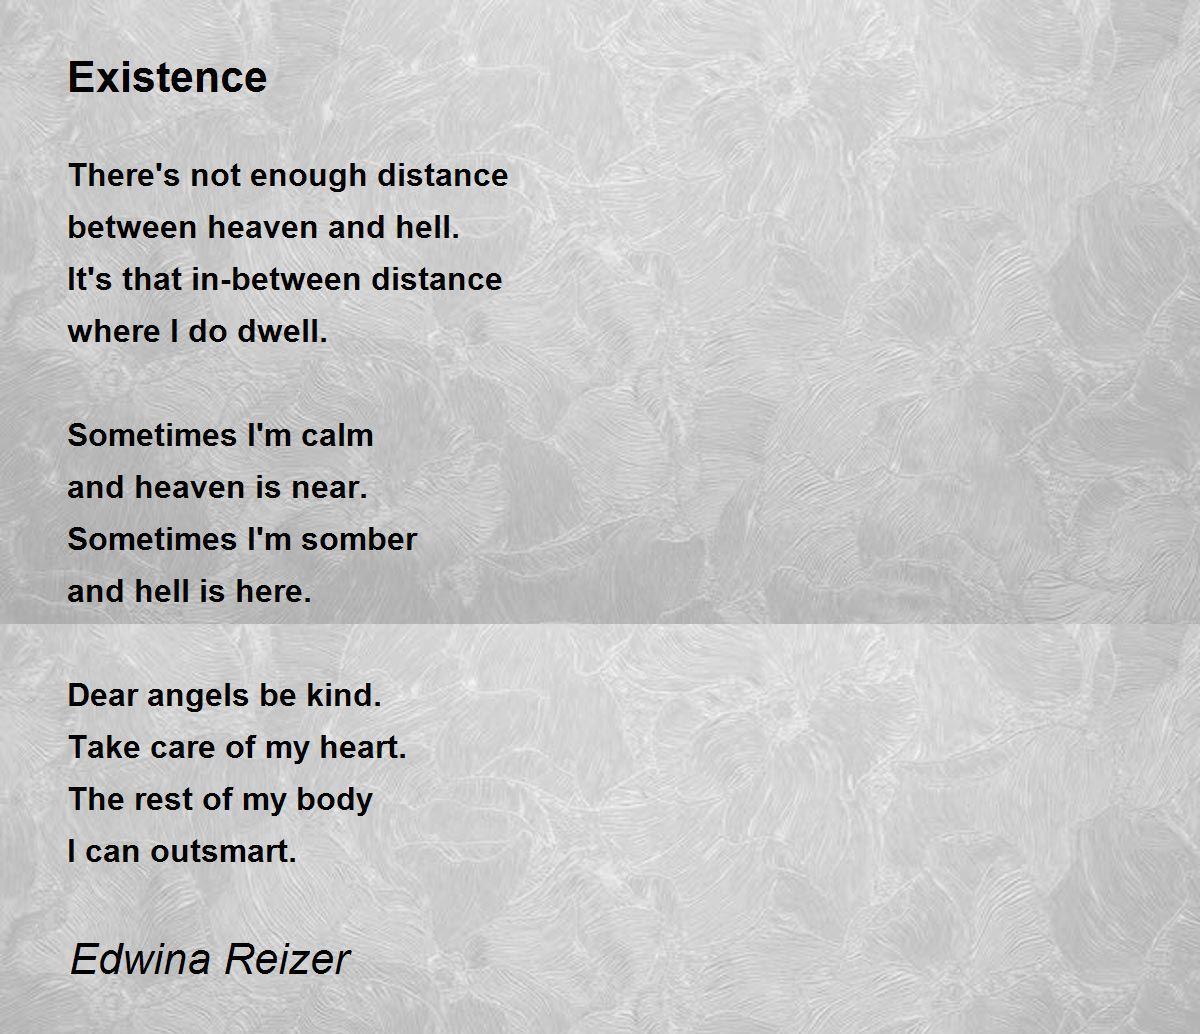 Existence
There's not enough distance
between heaven and hell.
It's that in-between distance
where I do dwell.
Sometimes I'm calm
and heaven is near.
Sometimes I'm somber
and hell is here.
Dear angels be kind.
Take care of my heart.
The rest of my body
I can outsmart.
Edwina Reizer